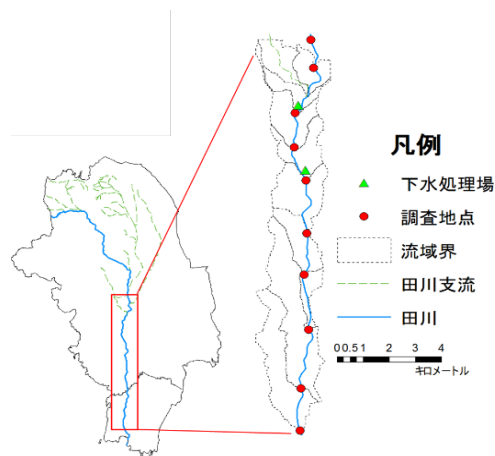 凡例
下水処理場
調査地点
流域界
田川支流
田川
0 0.5 1 2 3 4
キロメートル